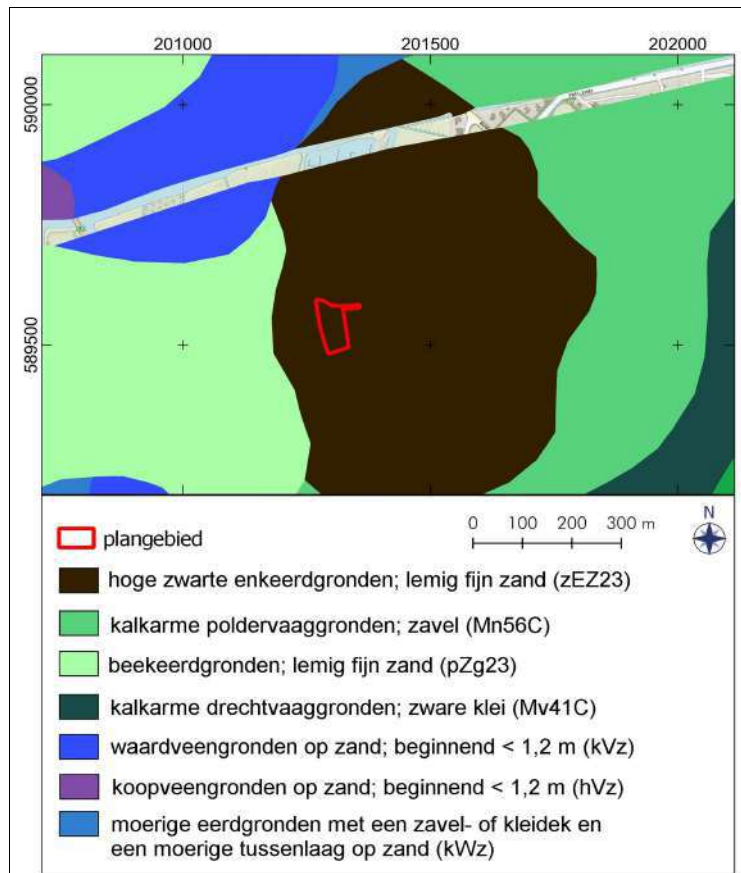 201000 201500 202000
590000
589500
N
0 100 200 300 m
plangebied
hoge zwarte enkeerdgronden; lemig fijn zand (zEZ23)
kalkarme poldervaaggronden; zavel (Mn56C)
beekeerdgronden; lemig fijn zand (pZg23)
kalkarme drechtvaaggronden; zware klei (Mv41C)
waardveengronden op zand; beginnend < 1,2 m (kVz)
koopveengronden op zand; beginnend < 1,2 m (hVz)
moerige eerdgronden met een zavel- of kleidek en
een moerige tussenlaag op zand (kWz)